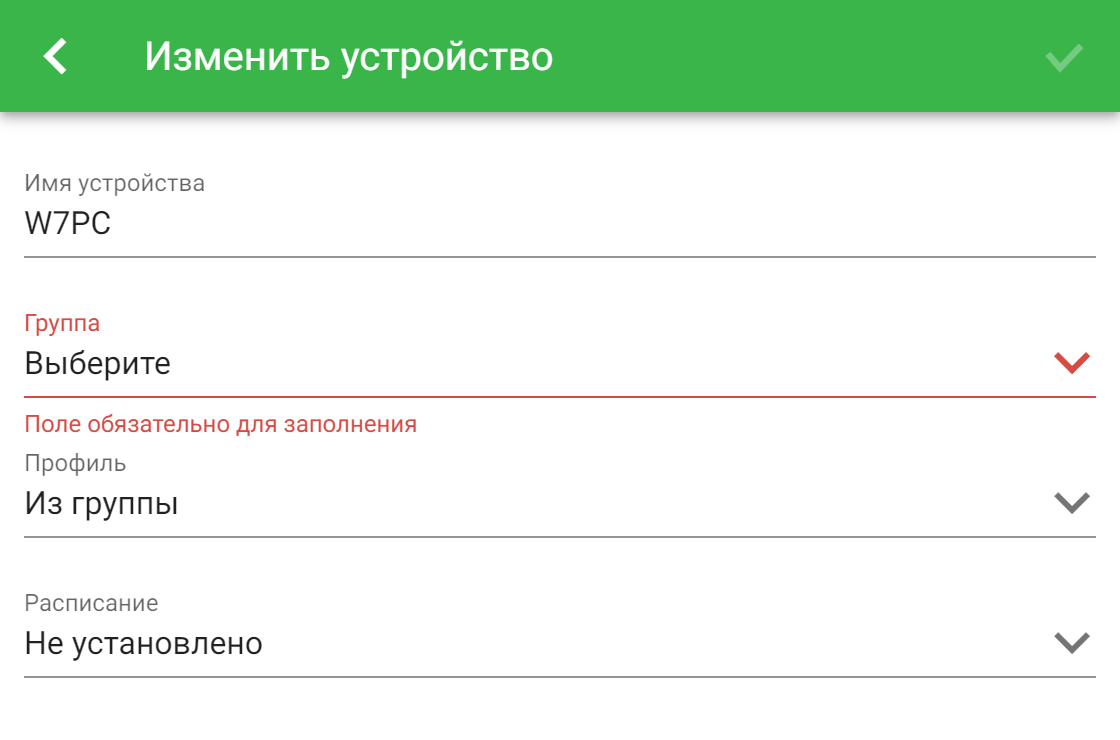 Изменить устройство
Имя устройства
W7PC
Группа
Выберите
Поле обязательно для заполнения
Профиль
Из группы
Расписание
Не установлено